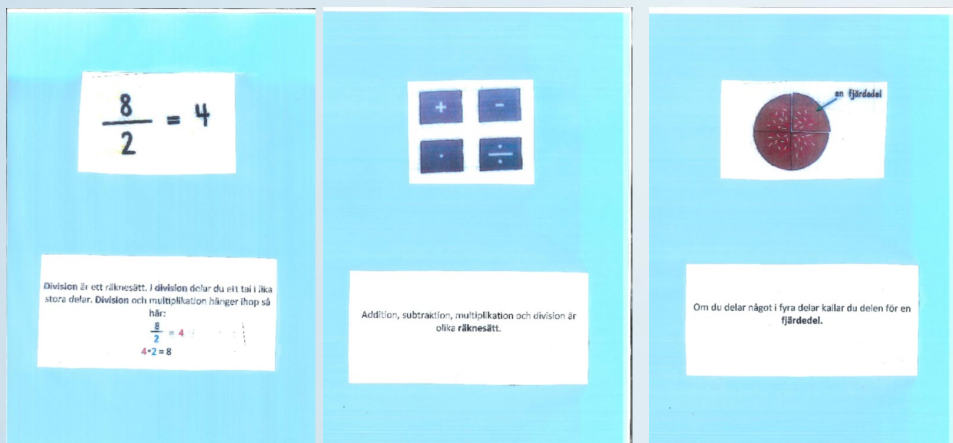 8
2
= 4
Division är ett räknesätt. I division delar du ett tal i lika
stora delar. Division och multiplikation hänger ihop så
här:
8
2
= 4
4·2 = 8
+ -
· ÷
Addition, subtraktion, multiplikation och division är
olika räknesätt.
en fjärdedel
Om du delar något i fyra delar kallar du delen för en
fjärdedel.